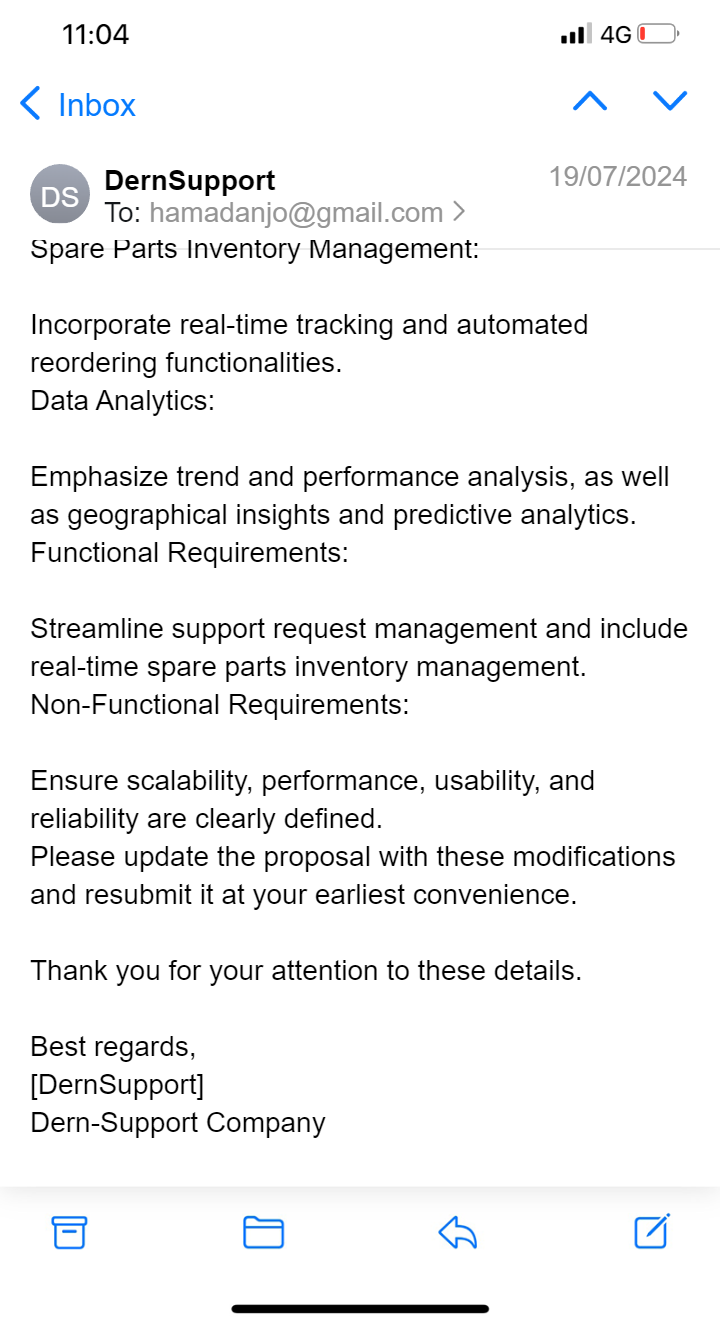 11:04
4G
Inbox
DS
DernSupport
19/07/2024
To: hamadanjo@gmail.com
Spare Parts Inventory Management:
Incorporate real-time tracking and automated
reordering functionalities.
Data Analytics:
Emphasize trend and performance analysis, as well
as geographical insights and predictive analytics.
Functional Requirements:
Streamline support request management and include
real-time spare parts inventory management.
Non-Functional Requirements:
Ensure scalability, performance, usability, and
reliability are clearly defined.
Please update the proposal with these modifications
and resubmit it at your earliest convenience.
Thank you for your attention to these details.
Best regards,
[DernSupport]
Dern-Support Company